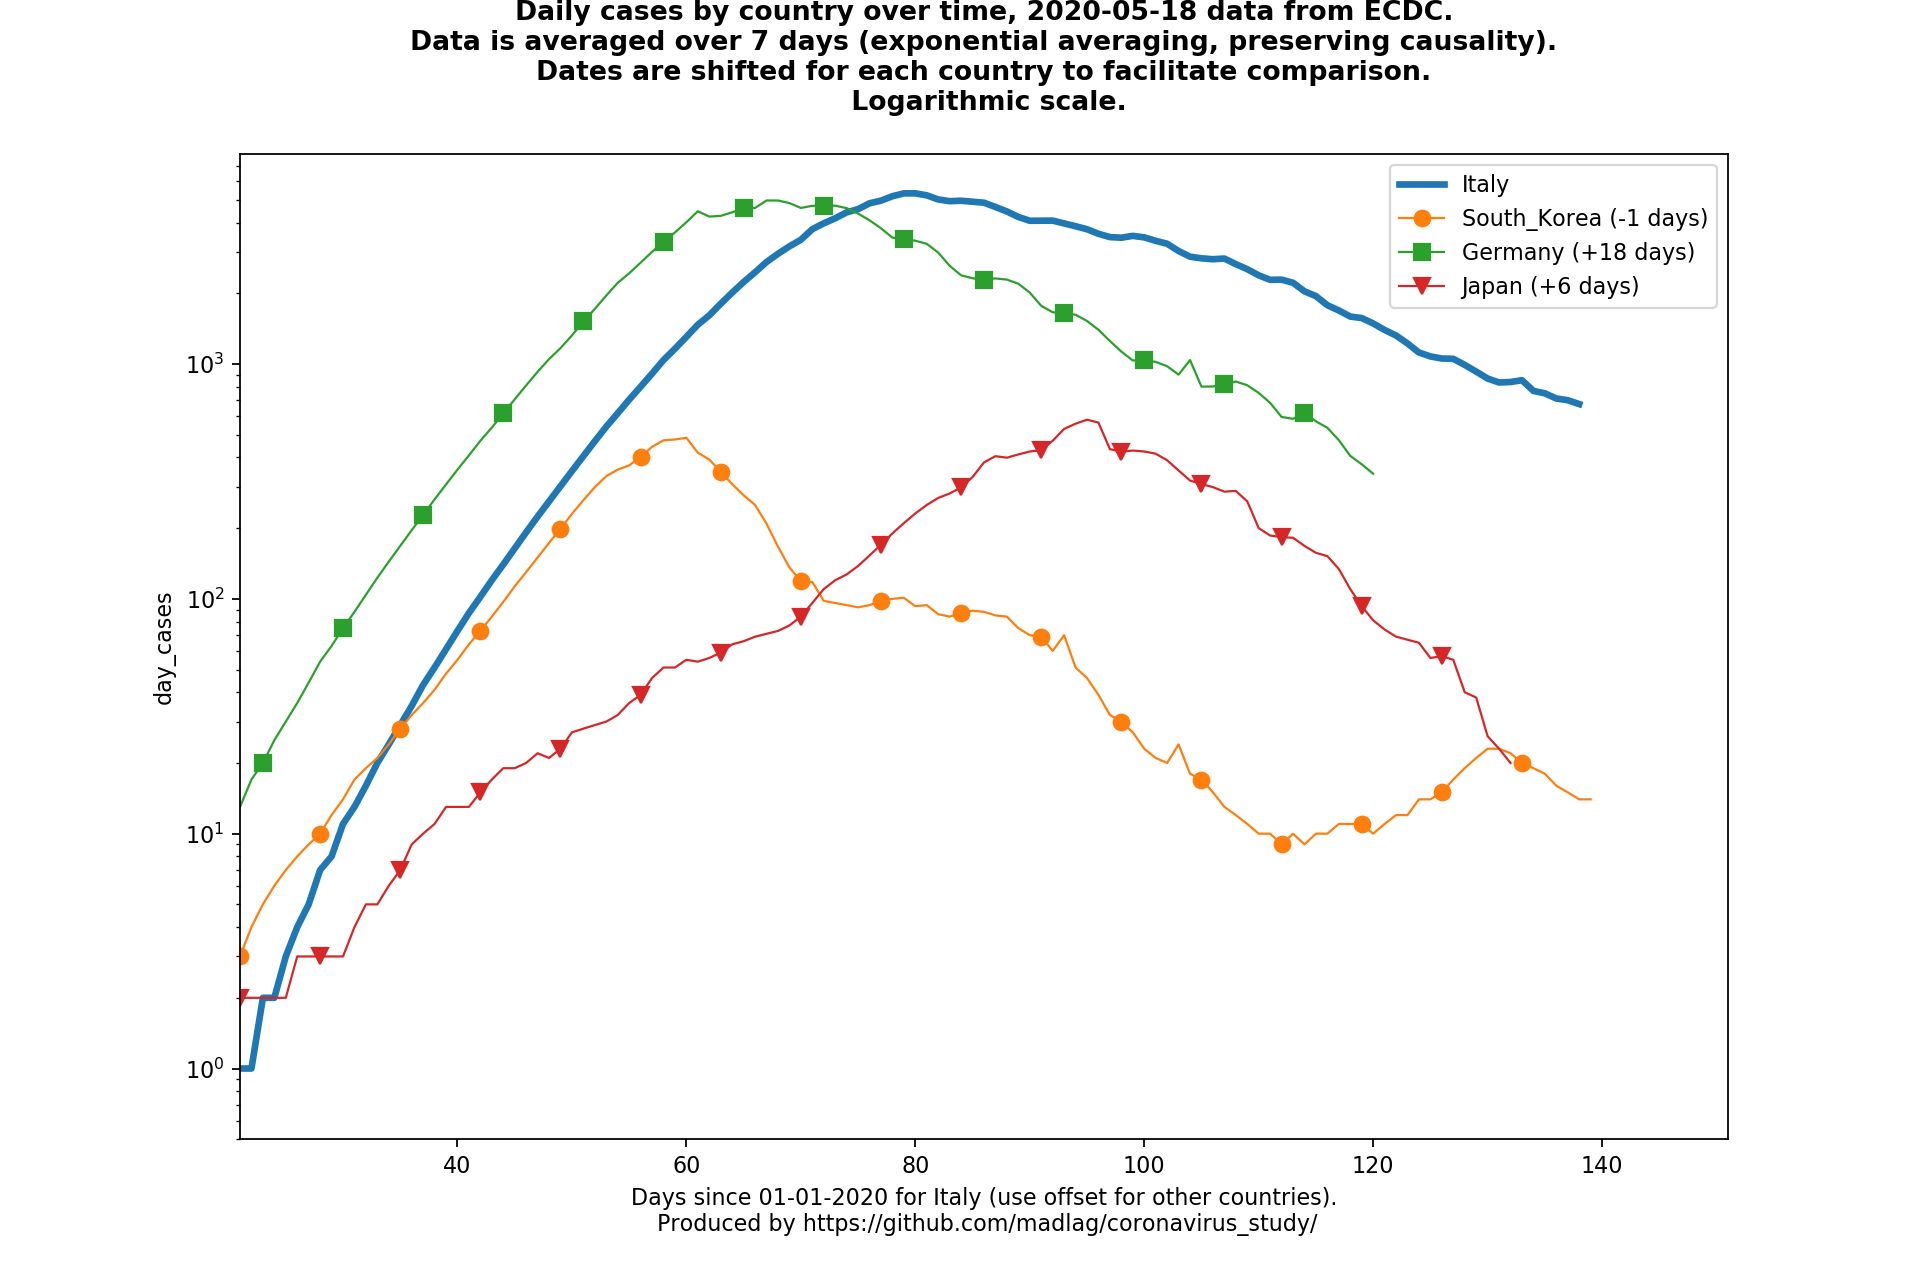 Daily cases by country over time, 2020-05-18 data from ECDC.
Data is averaged over 7 days (exponential averaging, preserving causality).
Dates are shifted for each country to facilitate comparison.
Logarithmic scale.
Italy
South_Korea (-1 days)
Germany (+18 days)
Japan (+6 days)
10³
10²
10¹
10⁰
day_cases
40 60 80 100 120 140
Days since 01-01-2020 for Italy (use offset for other countries).
Produced by https://github.com/madlag/coronavirus_study/